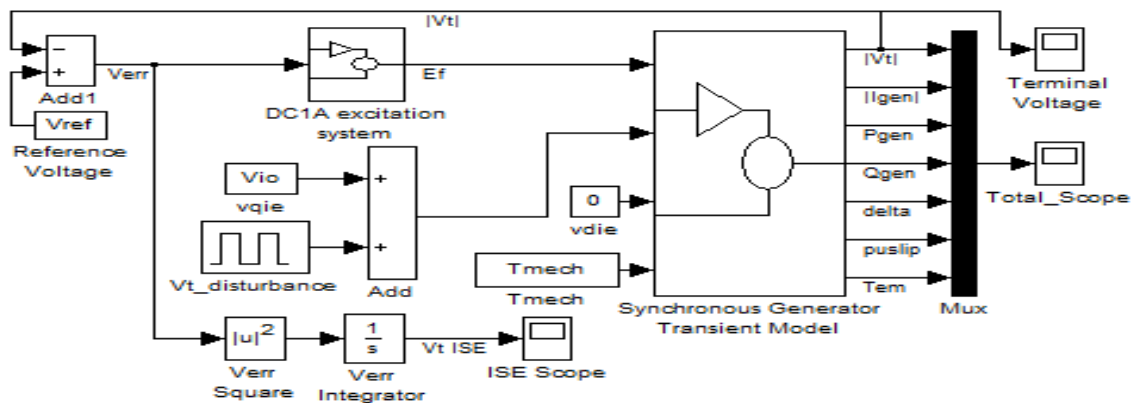 |Vt|
−
+
Add1
Verr
Vref
Reference
Voltage
DC1A excitation
system
Ef
Vio
vqie
Vt_disturbance
+
+
Add
0
vdie
Tmech
Tmech
Synchronous Generator
Transient Model
|Vt|
|Igen|
Pgen
Qgen
delta
puslip
Tem
Mux
Terminal
Voltage
Total_Scope
|u|²
Verr
Square
1
s
Verr
Integrator
Vt ISE
ISE Scope